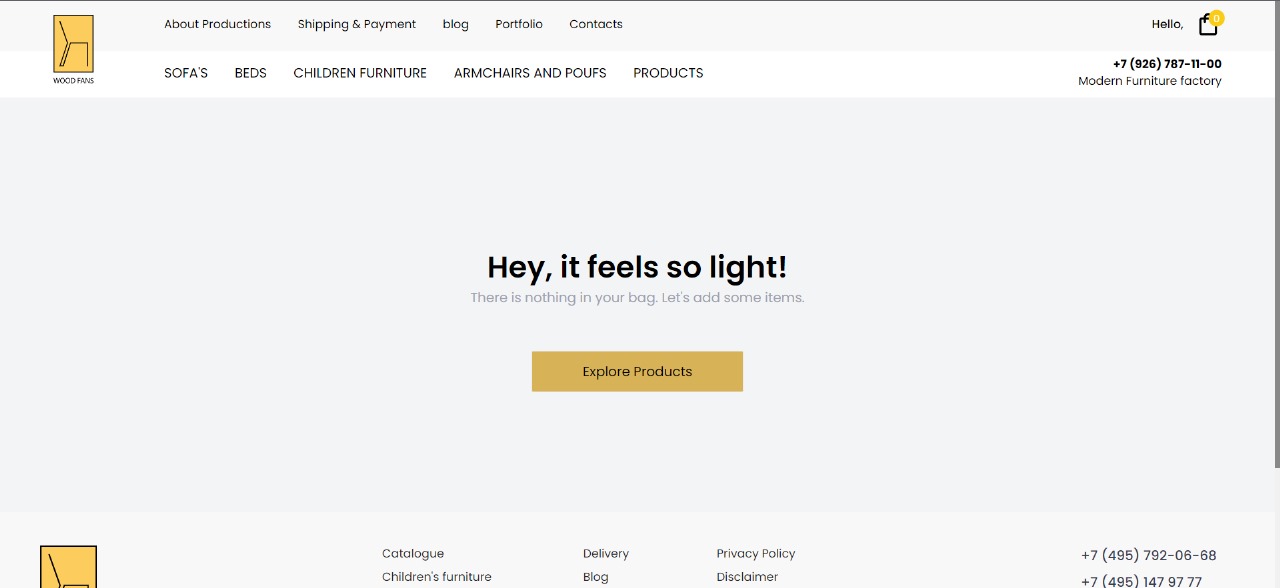 About Productions Shipping & Payment blog Portfolio Contacts Hello, 0
WOOD FANS
SOFA'S BEDS CHILDREN FURNITURE ARMCHAIRS AND POUFS PRODUCTS
+7 (926) 787-11-00
Modern Furniture factory
Hey, it feels so light!
There is nothing in your bag. Let's add some items.
Explore Products
Catalogue Delivery Privacy Policy +7 (495) 792-06-68
Children's furniture Blog Disclaimer +7 (495) 147 97 77